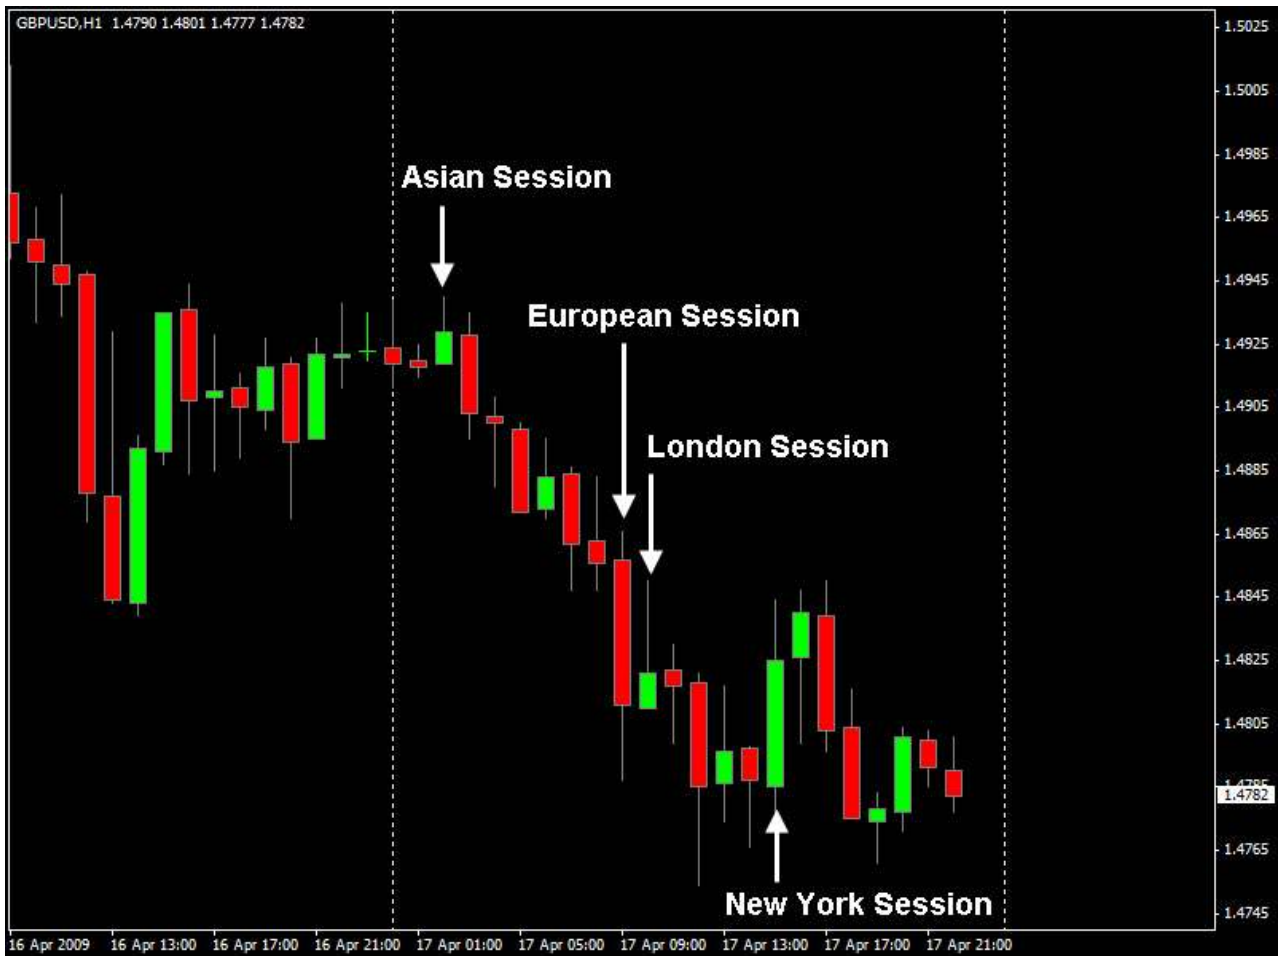 GBPUSD,H1 1.4790 1.4801 1.4777 1.4782
1.5025
1.5005
1.4985
Asian Session
1.4965
1.4945
European Session
1.4925
1.4905
London Session
1.4885
1.4865
1.4845
1.4825
1.4805
1.4785
1.4782
1.4765
New York Session
1.4745
16 Apr 2009 16 Apr 13:00 16 Apr 17:00 16 Apr 21:00 17 Apr 01:00 17 Apr 05:00 17 Apr 09:00 17 Apr 13:00 17 Apr 17:00 17 Apr 21:00